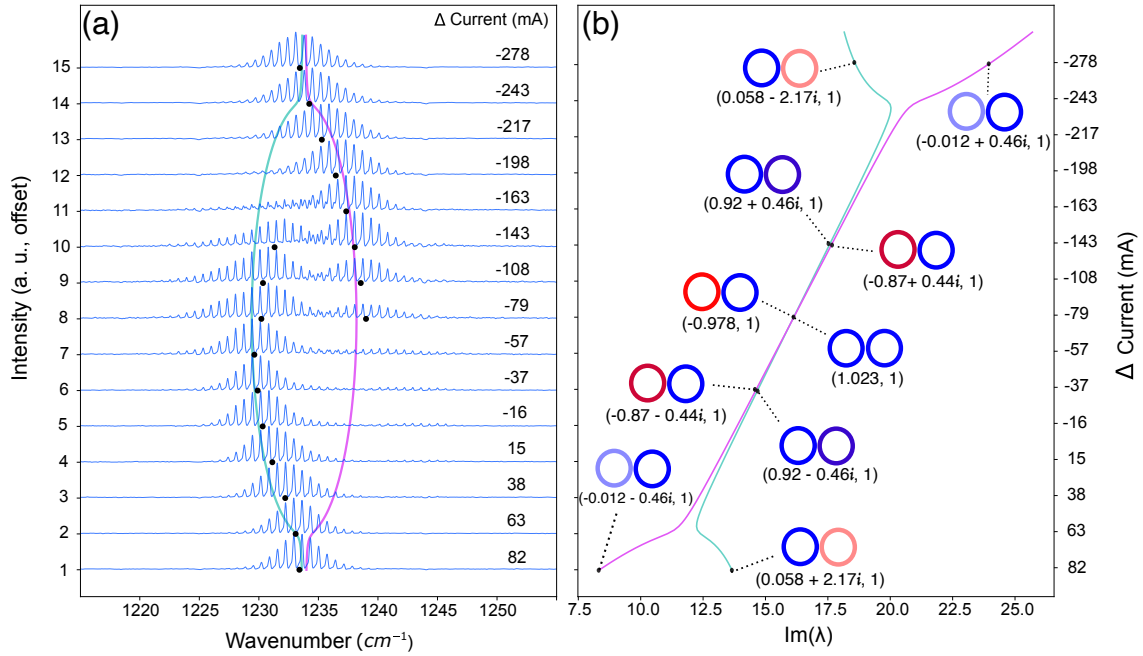 (a)
Δ Current (mA)
Intensity (a. u., offset)
15
-278
14
-243
13
-217
12
-198
11
-163
10
-143
9
-108
8
-79
7
-57
6
-37
5
-16
4
15
3
38
2
63
1
82
1220 1225 1230 1235 1240 1245 1250
Wavenumber (cm⁻¹)
(b)
(0.058 - 2.17i, 1)
(-0.012 + 0.46i, 1)
(0.92 + 0.46i, 1)
(-0.87+ 0.44i, 1)
(-0.978, 1)
(1.023, 1)
(-0.87 - 0.44i, 1)
(0.92 - 0.46i, 1)
(-0.012 - 0.46i, 1)
(0.058 + 2.17i, 1)
-278
-243
-217
-198
-163
-143
-108
-79
-57
-37
-16
15
38
63
82
Δ Current (mA)
7.5 10.0 12.5 15.0 17.5 20.0 22.5 25.0
Im(λ)